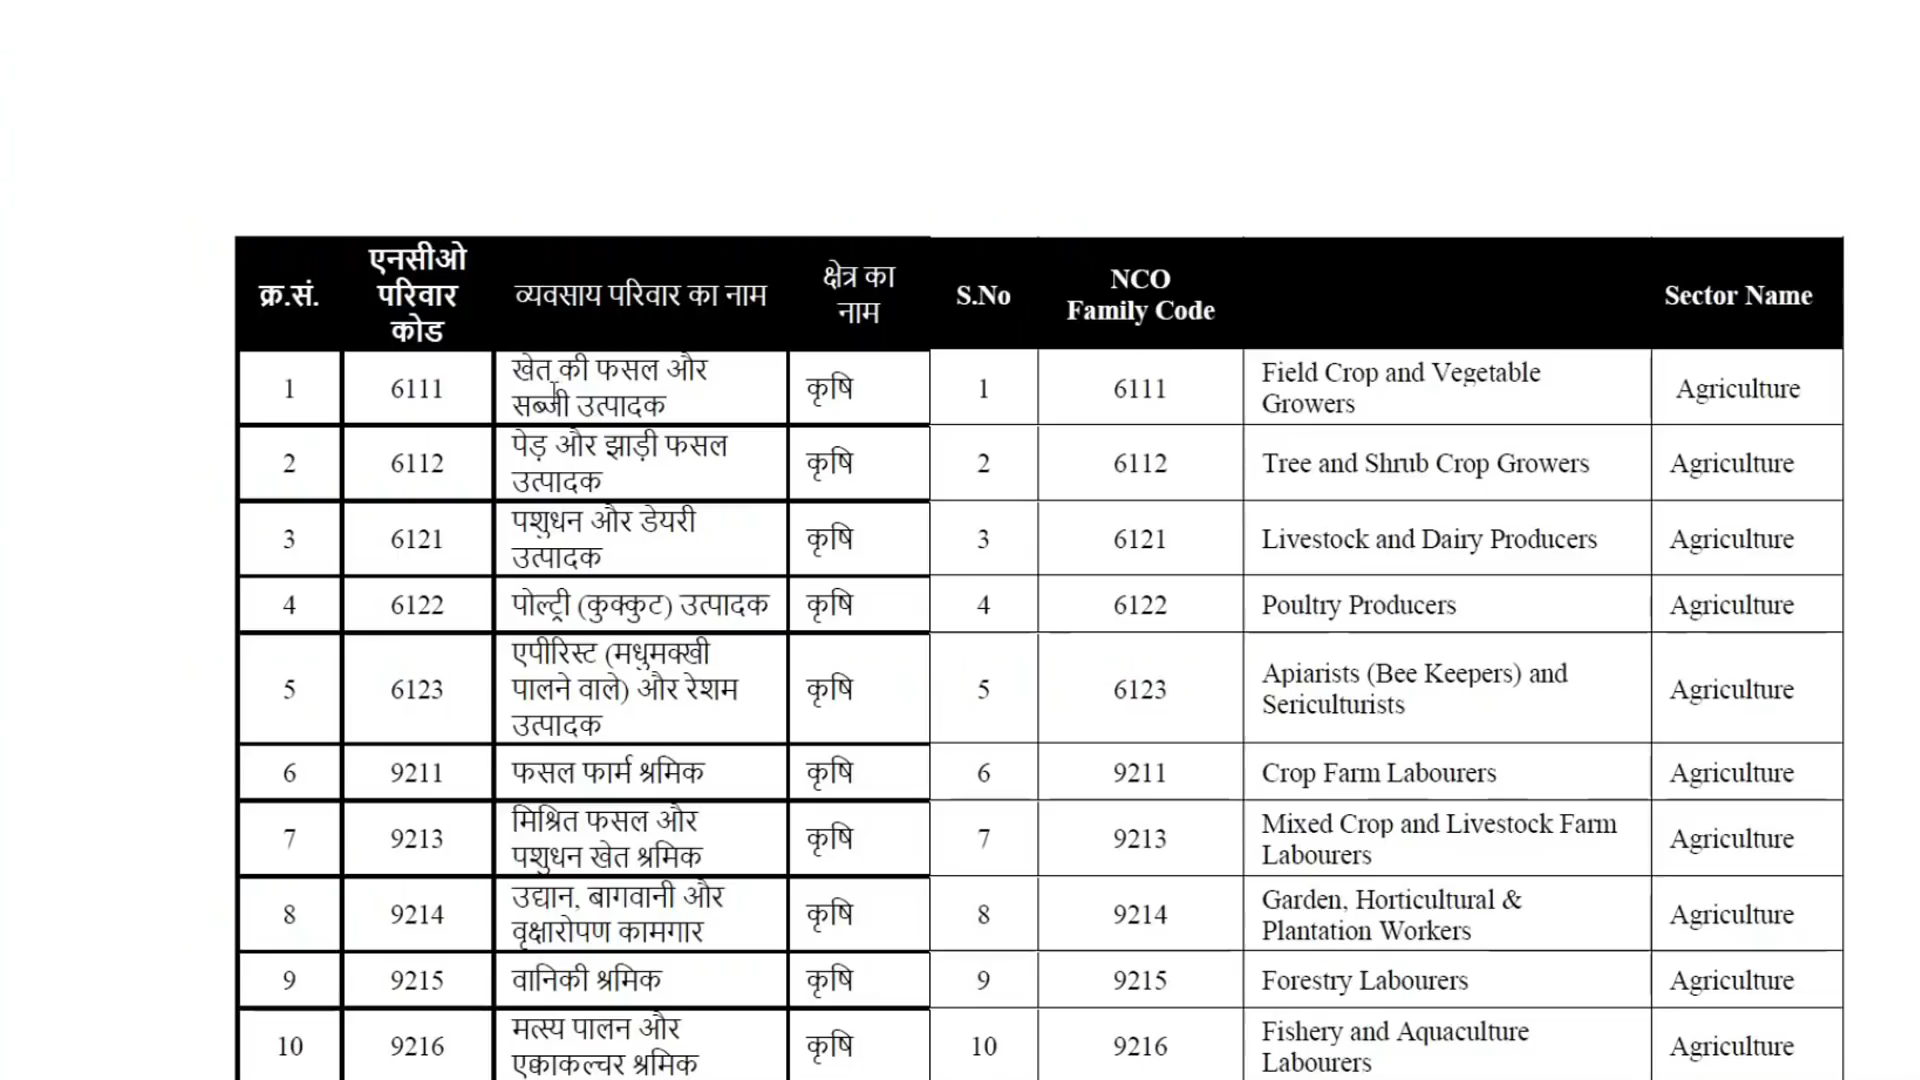 क्र.सं. एनसीओ परिवार कोड व्यवसाय परिवार का नाम क्षेत्र का नाम S.No NCO Family Code Sector Name
1 6111 खेत की फसल और सब्जी उत्पादक कृषि 1 6111 Field Crop and Vegetable Growers Agriculture
2 6112 पेड़ और झाड़ी फसल उत्पादक कृषि 2 6112 Tree and Shrub Crop Growers Agriculture
3 6121 पशुधन और डेयरी उत्पादक कृषि 3 6121 Livestock and Dairy Producers Agriculture
4 6122 पोल्ट्री (कुक्कुट) उत्पादक कृषि 4 6122 Poultry Producers Agriculture
5 6123 एपीरिस्ट (मधुमक्खी पालने वाले) और रेशम उत्पादक कृषि 5 6123 Apiarists (Bee Keepers) and Sericulturists Agriculture
6 9211 फसल फार्म श्रमिक कृषि 6 9211 Crop Farm Labourers Agriculture
7 9213 मिश्रित फसल और पशुधन खेत श्रमिक कृषि 7 9213 Mixed Crop and Livestock Farm Labourers Agriculture
8 9214 उद्यान, बागवानी और वृक्षारोपण कामगार कृषि 8 9214 Garden, Horticultural & Plantation Workers Agriculture
9 9215 वानिकी श्रमिक कृषि 9 9215 Forestry Labourers Agriculture
10 9216 मत्स्य पालन और एक्वाकल्चर श्रमिक कृषि 10 9216 Fishery and Aquaculture Labourers Agriculture